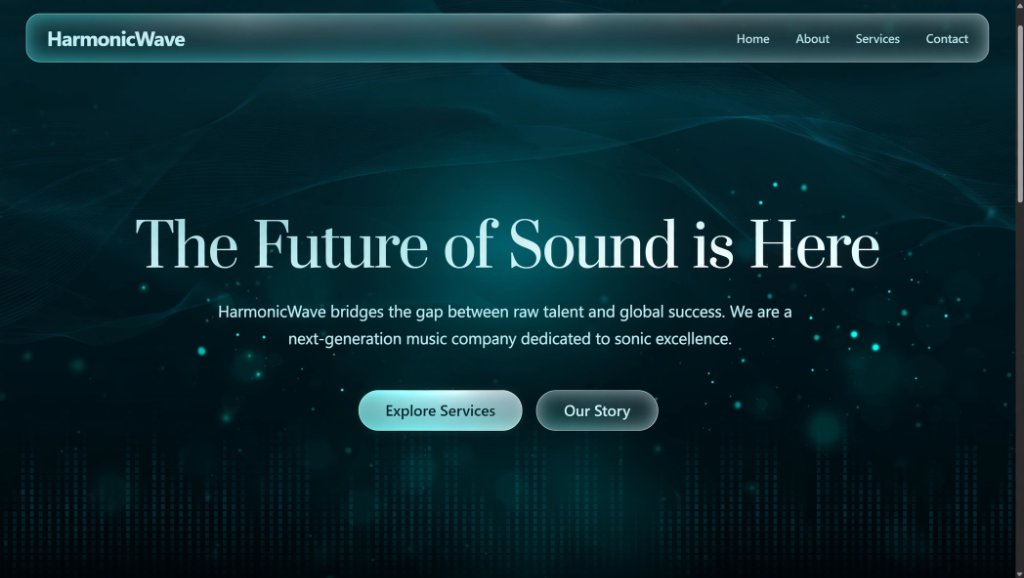 HarmonicWave
Home About Services Contact
The Future of Sound is Here
HarmonicWave bridges the gap between raw talent and global success. We are a
next-generation music company dedicated to sonic excellence.
Explore Services Our Story